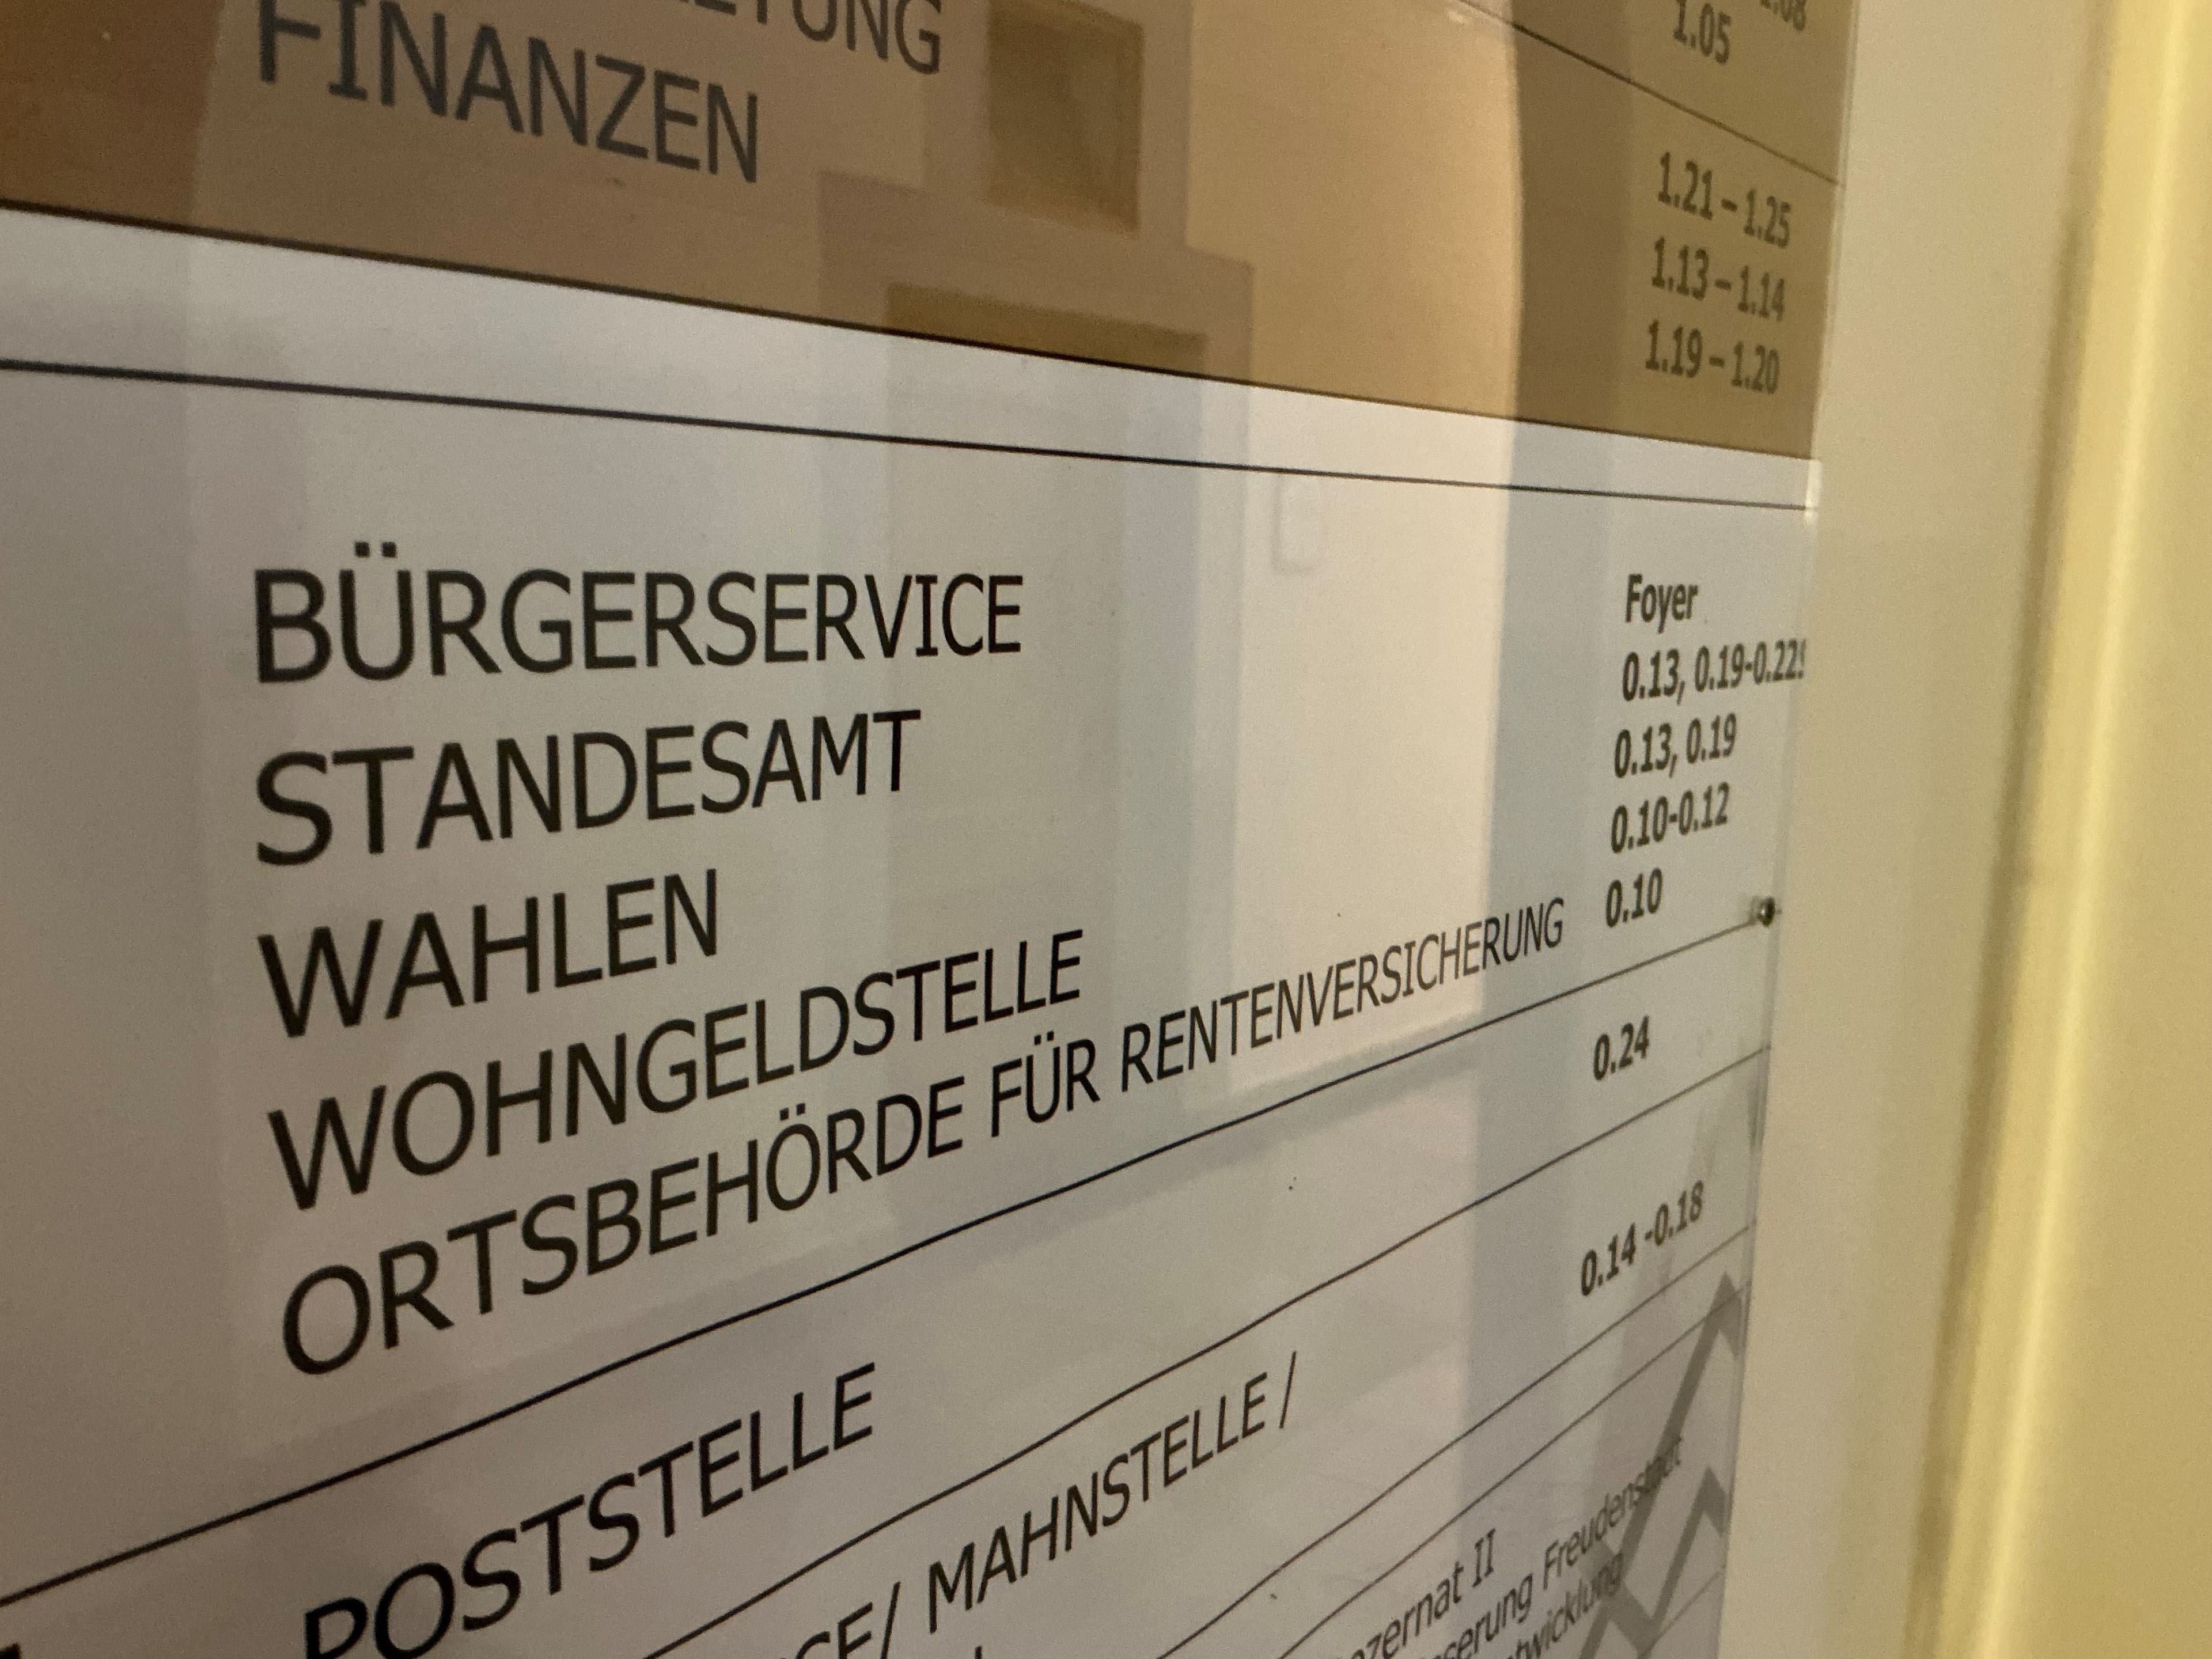 FINANZEN
1.05
1.21 – 1.25
1.13 – 1.14
1.19 – 1.20
BÜRGERSERVICE Foyer
STANDESAMT 0.13, 0.19-0.22
WAHLEN 0.13, 0.19
WOHNGELDSTELLE 0.10-0.12
ORTSBEHÖRDE FÜR RENTENVERSICHERUNG 0.10
POSTSTELLE 0.24
MAHNSTELLE / 0.14 -0.18
II
Freudenstadt